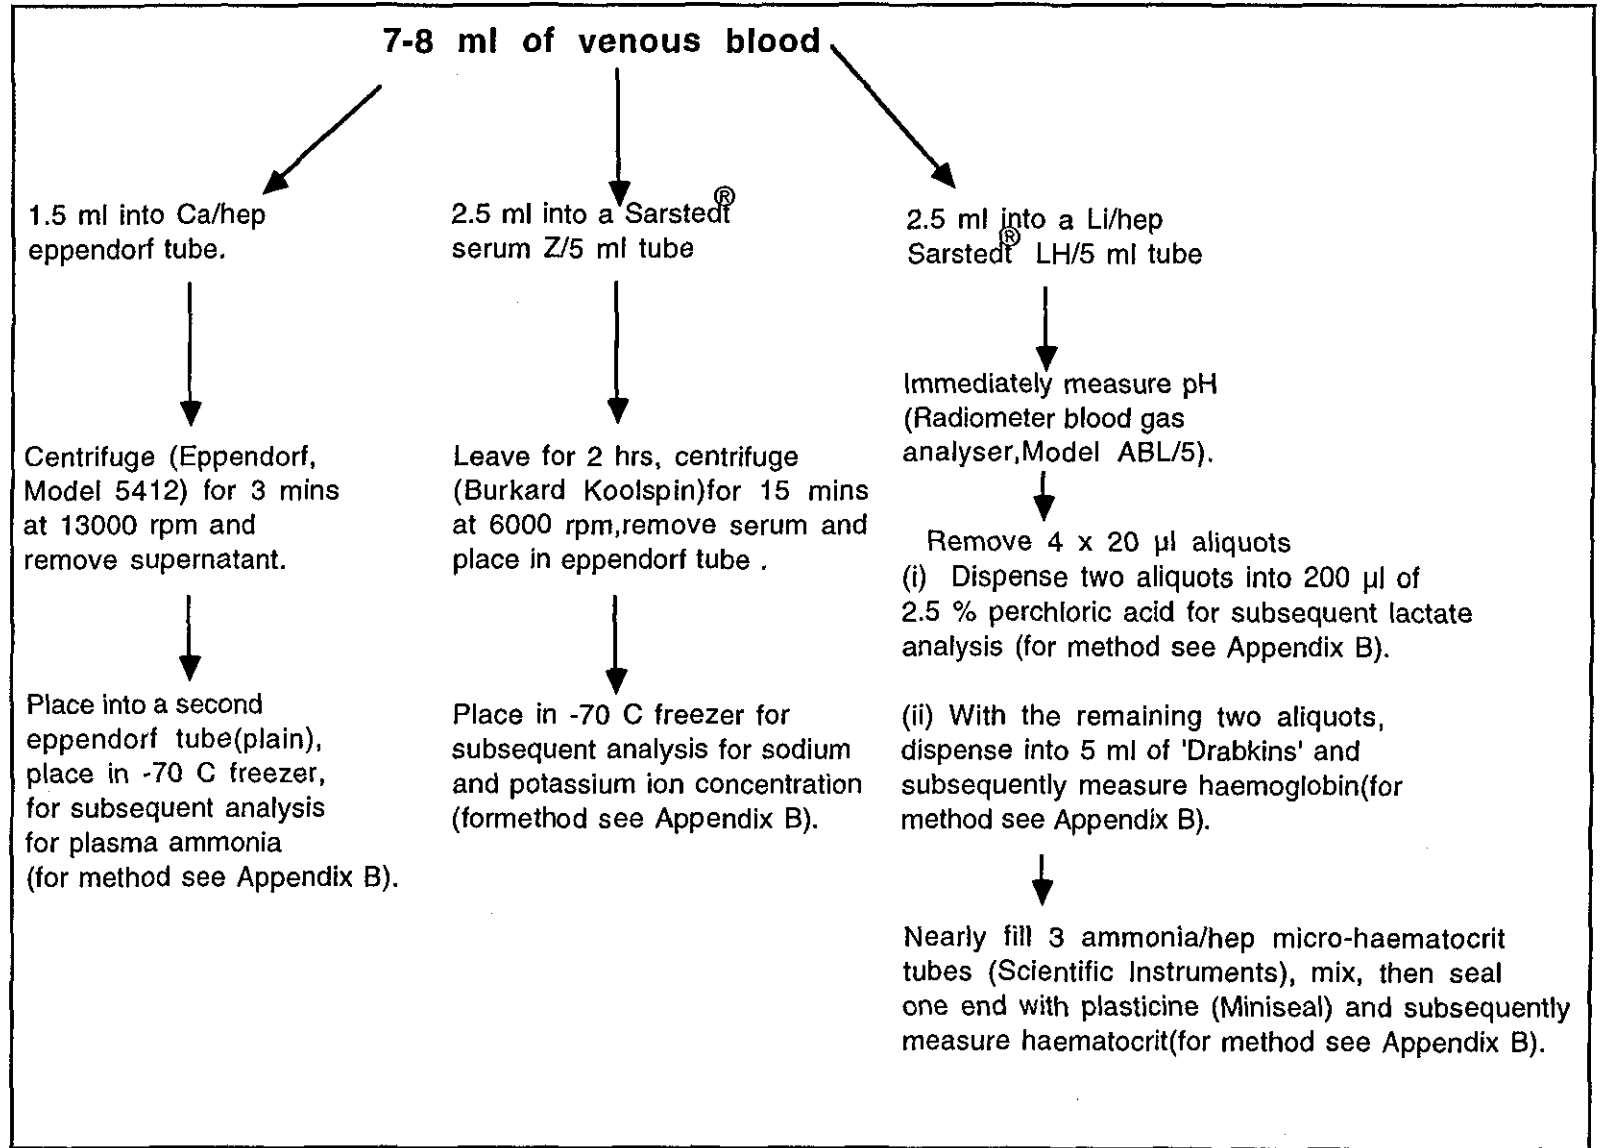 7-8 ml of venous blood
1.5 ml into Ca/hep
eppendorf tube.
Centrifuge (Eppendorf,
Model 5412) for 3 mins
at 13000 rpm and
remove supernatant.
Place into a second
eppendorf tube(plain),
place in -70 C freezer,
for subsequent analysis
for plasma ammonia
(for method see Appendix B).
2.5 ml into a Sarstedt®
serum Z/5 ml tube
Leave for 2 hrs, centrifuge
(Burkard Koolspin)for 15 mins
at 6000 rpm,remove serum and
place in eppendorf tube .
Place in -70 C freezer for
subsequent analysis for sodium
and potassium ion concentration
(formethod see Appendix B).
2.5 ml into a Li/hep
Sarstedt® LH/5 ml tube
Immediately measure pH
(Radiometer blood gas
analyser,Model ABL/5).
Remove 4 x 20 µl aliquots
(i) Dispense two aliquots into 200 µl of
2.5 % perchloric acid for subsequent lactate
analysis (for method see Appendix B).
(ii) With the remaining two aliquots,
dispense into 5 ml of 'Drabkins' and
subsequently measure haemoglobin(for
method see Appendix B).
Nearly fill 3 ammonia/hep micro-haematocrit
tubes (Scientific Instruments), mix, then seal
one end with plasticine (Miniseal) and subsequently
measure haematocrit(for method see Appendix B).